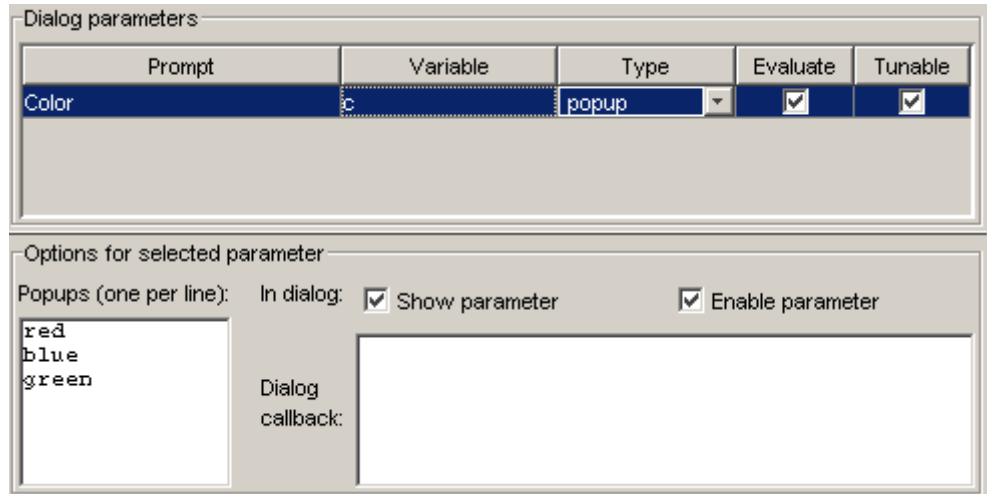 Dialog parameters
Prompt Variable Type Evaluate Tunable
Color c popup
Options for selected parameter
Popups (one per line): In dialog: Show parameter Enable parameter
red
blue
green
Dialog
callback: